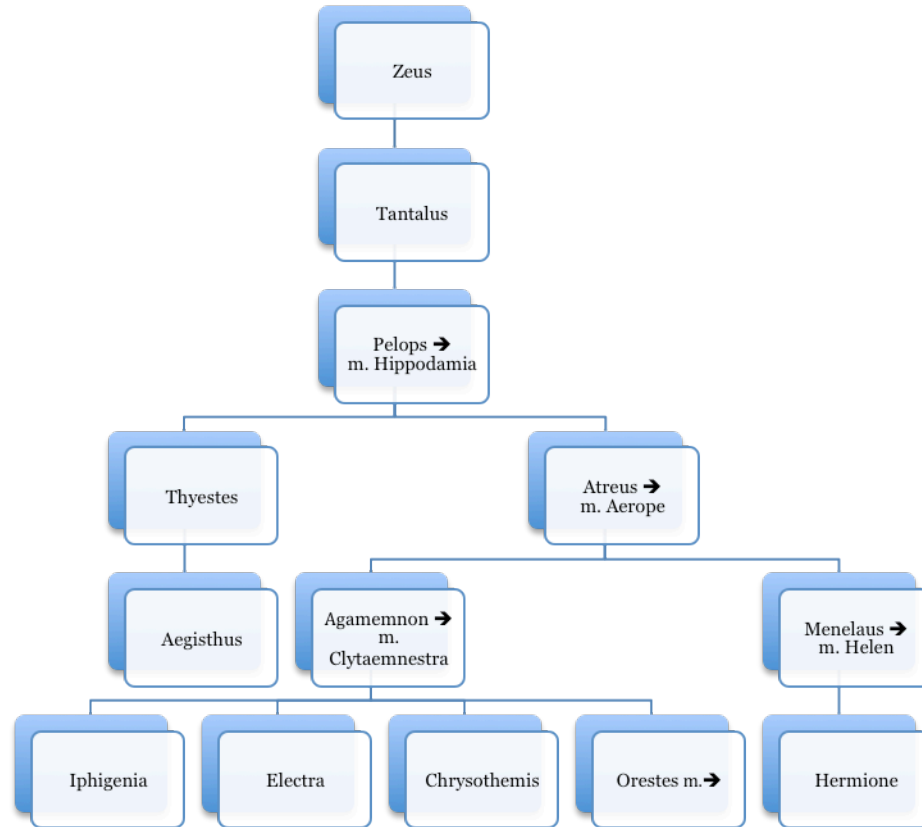 Zeus
Tantalus
Pelops ➔
m. Hippodamia
Thyestes
Atreus ➔
m. Aerope
Aegisthus
Agamemnon ➔
m.
Clytaemnestra
Menelaus ➔
m. Helen
Iphigenia
Electra
Chrysothemis
Orestes m.➔
Hermione